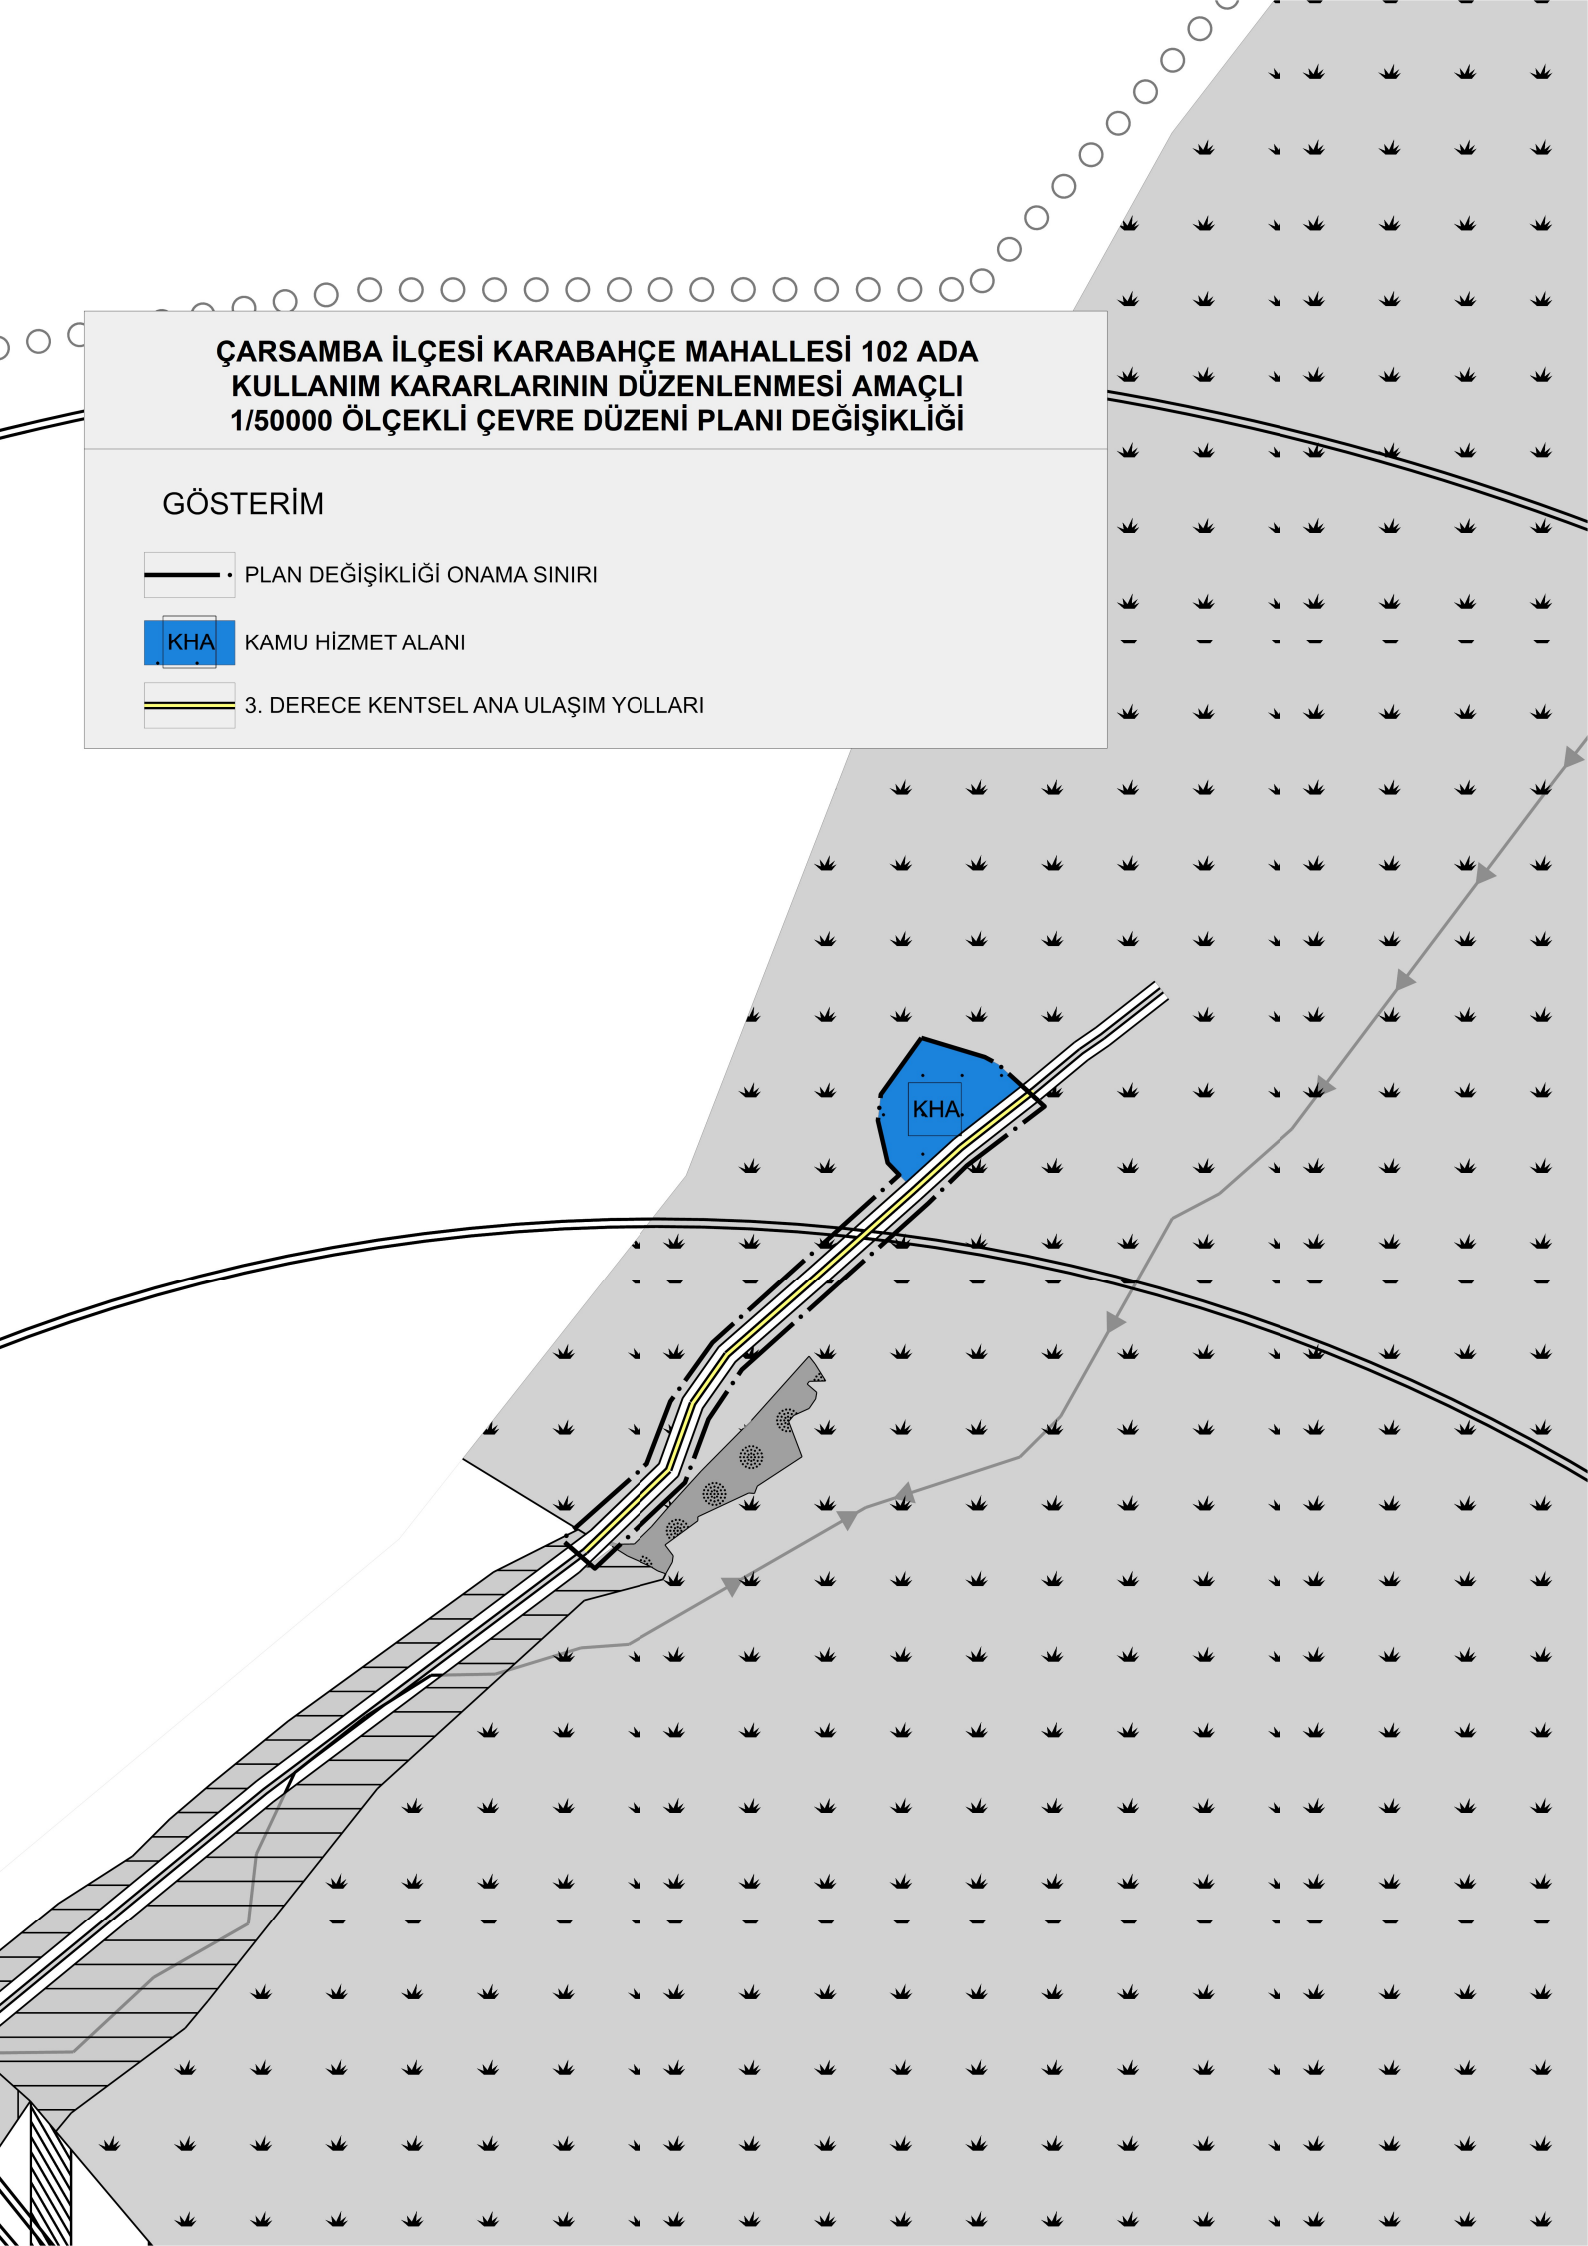 ÇARSAMBA İLÇESİ KARABAHÇE MAHALLESİ 102 ADA
KULLANIM KARARLARININ DÜZENLENMESİ AMAÇLI
1/50000 ÖLÇEKLİ ÇEVRE DÜZENİ PLANI DEĞİŞİKLİĞİ
GÖSTERİM
PLAN DEĞİŞİKLİĞİ ONAMA SINIRI
KHA KAMU HİZMET ALANI
3. DERECE KENTSEL ANA ULAŞIM YOLLARI
KHA